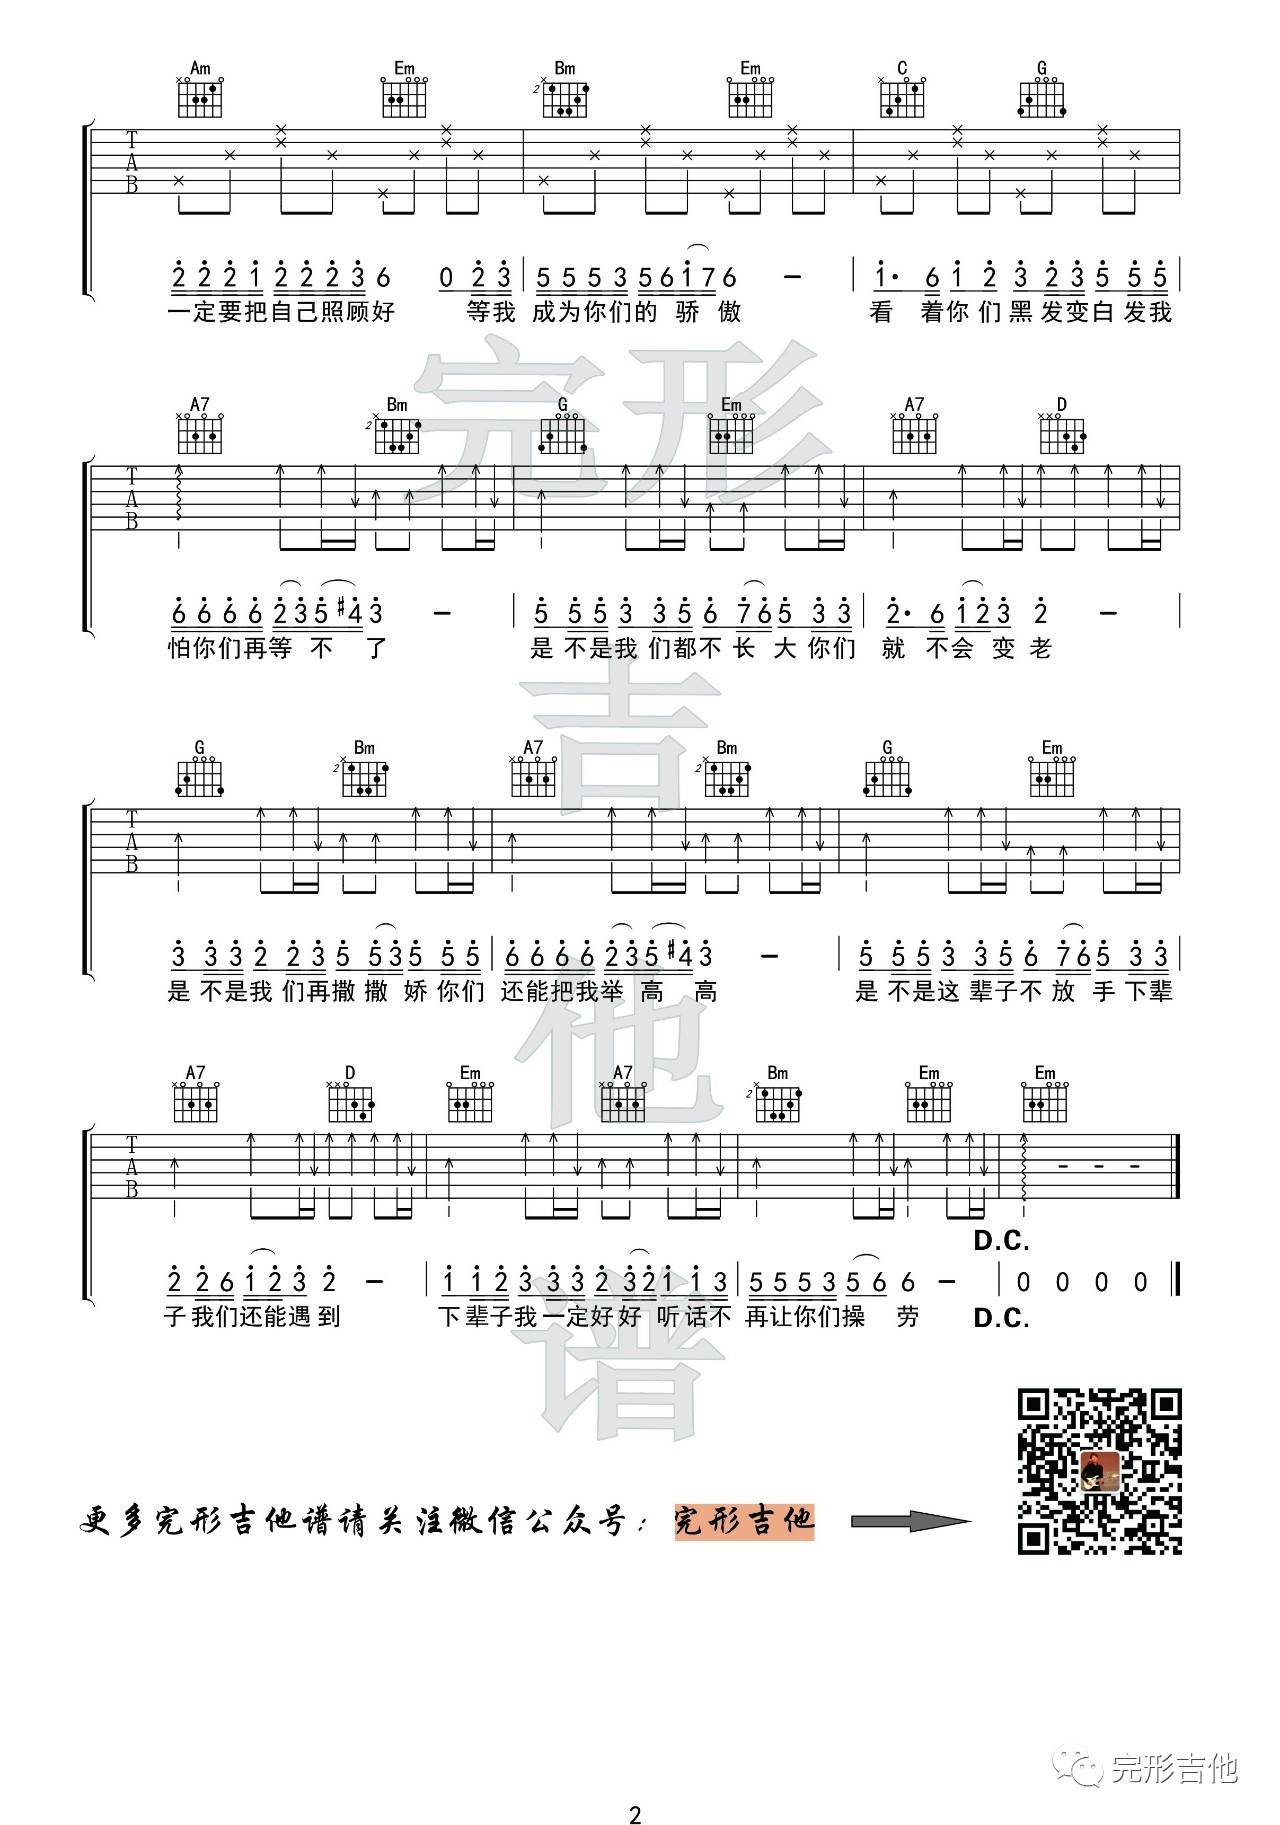 Am Em Bm Em C G
2 2
T
A
B
2 2 2 1 2 2 2 3 6 0 2 3 5 5 5 3 5 6 1 7 6 - 1· 6 1 2 3 2 3 5 5 5
一定要把自己照顾好 等我 成为你们的 骄 傲 看 着你 们 黑 发变白发我
A7 Bm G Em A7 D
2
T
A
B
6 6 6 6 2 3 5 #4 3 - 5 5 5 3 3 5 6 7 6 5 3 3 2· 6 1 2 3 2 -
怕你们再等 不 了 是 不是我 们都不 长 大你们 就 不会 变 老
G Bm A7 Bm G Em
2 2
T
A
B
3 3 3 2 2 3 5 5 3 5 5 5 6 6 6 6 2 3 5 #4 3 - 5 5 5 3 3 5 6 7 6 5 3 3
是 不是我 们再撒 撒 娇你们 还能把我举 高 高 是 不是这 辈子不 放 手下辈
A7 D Em A7 Bm Em Em
2
T
A
B
D.C.
2 2 6 1 2 3 2 - 1 1 2 3 3 3 2 3 2 1 1 3 5 5 5 3 5 6 6 - 0 0 0 0
子我们还能遇到 下辈子我一定好好 听话不 再让你们操 劳 D.C.
完形吉他谱
更多完形吉他谱请关注微信公众号：完形吉他
完形吉他
2